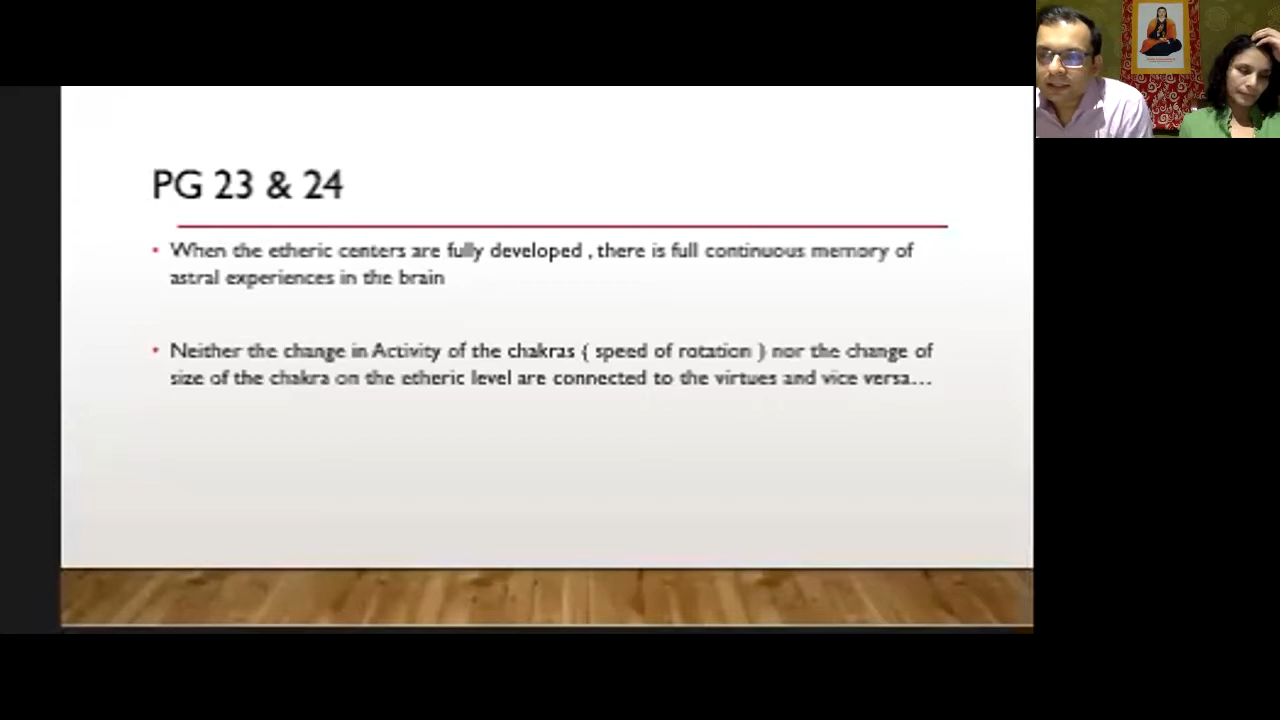 PG 23 & 24
• When the etheric centers are fully developed , there is full continuous memory of
astral experiences in the brain
• Neither the change in Activity of the chakras ( speed of rotation ) nor the change of
size of the chakra on the etheric level are connected to the virtues and vice versa...